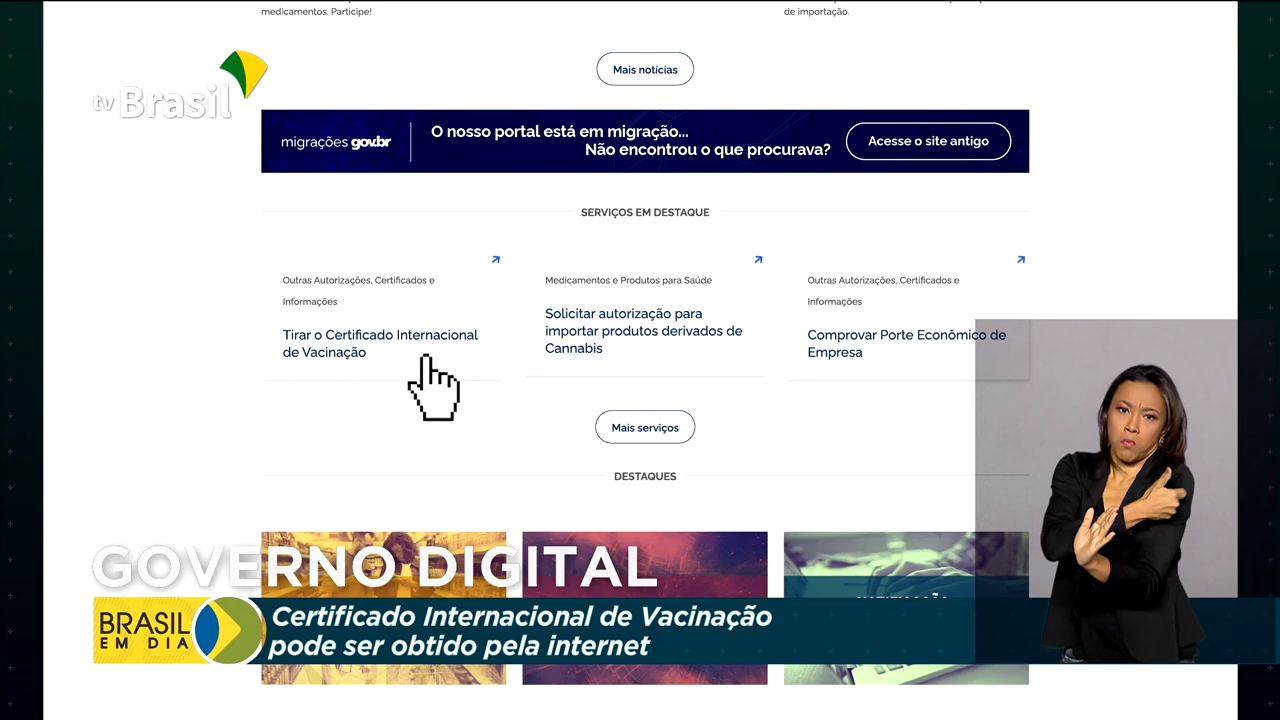 medicamentos. Participe!
de importação.
Mais notícias
tv Brasil
migrações gov.br
O nosso portal está em migração...
Não encontrou o que procurava?
Acesse o site antigo
SERVIÇOS EM DESTAQUE
Outras Autorizações, Certificados e
Informações
Tirar o Certificado Internacional
de Vacinação
Medicamentos e Produtos para Saúde
Solicitar autorização para
importar produtos derivados de
Cannabis
Outras Autorizações, Certificados e
Informações
Comprovar Porte Econômico de
Empresa
Mais serviços
DESTAQUES
GOVERNO DIGITAL
BRASIL
EM DIA
Certificado Internacional de Vacinação
pode ser obtido pela internet